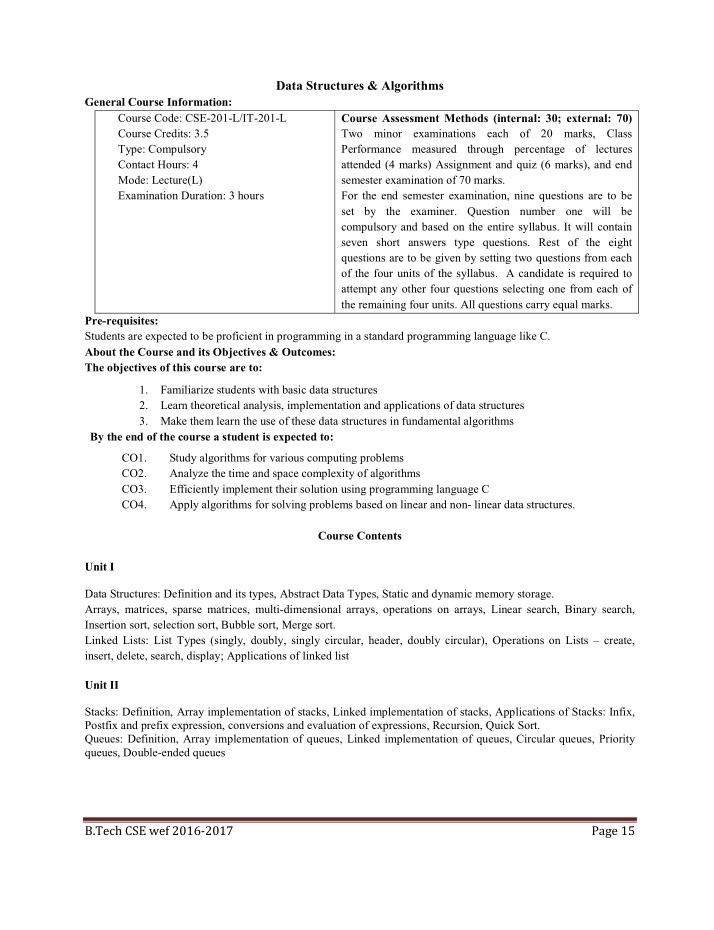 Data Structures & Algorithms
General Course Information:
Course Code: CSE-201-L/IT-201-L
Course Credits: 3.5
Type: Compulsory
Contact Hours: 4
Mode: Lecture(L)
Examination Duration: 3 hours
Course Assessment Methods (internal: 30; external: 70)
Two minor examinations each of 20 marks, Class
Performance measured through percentage of lectures
attended (4 marks) Assignment and quiz (6 marks), and end
semester examination of 70 marks.
For the end semester examination, nine questions are to be
set by the examiner. Question number one will be
compulsory and based on the entire syllabus. It will contain
seven short answers type questions. Rest of the eight
questions are to be given by setting two questions from each
of the four units of the syllabus. A candidate is required to
attempt any other four questions selecting one from each of
the remaining four units. All questions carry equal marks.
Pre-requisites:
Students are expected to be proficient in programming in a standard programming language like C.
About the Course and its Objectives & Outcomes:
The objectives of this course are to:
1. Familiarize students with basic data structures
2. Learn theoretical analysis, implementation and applications of data structures
3. Make them learn the use of these data structures in fundamental algorithms
By the end of the course a student is expected to:
CO1. Study algorithms for various computing problems
CO2. Analyze the time and space complexity of algorithms
CO3. Efficiently implement their solution using programming language C
CO4. Apply algorithms for solving problems based on linear and non- linear data structures.
Course Contents
Unit I
Data Structures: Definition and its types, Abstract Data Types, Static and dynamic memory storage.
Arrays, matrices, sparse matrices, multi-dimensional arrays, operations on arrays, Linear search, Binary search,
Insertion sort, selection sort, Bubble sort, Merge sort.
Linked Lists: List Types (singly, doubly, singly circular, header, doubly circular), Operations on Lists – create,
insert, delete, search, display; Applications of linked list
Unit II
Stacks: Definition, Array implementation of stacks, Linked implementation of stacks, Applications of Stacks: Infix,
Postfix and prefix expression, conversions and evaluation of expressions, Recursion, Quick Sort.
Queues: Definition, Array implementation of queues, Linked implementation of queues, Circular queues, Priority
queues, Double-ended queues
B.Tech CSE wef 2016-2017 Page 15